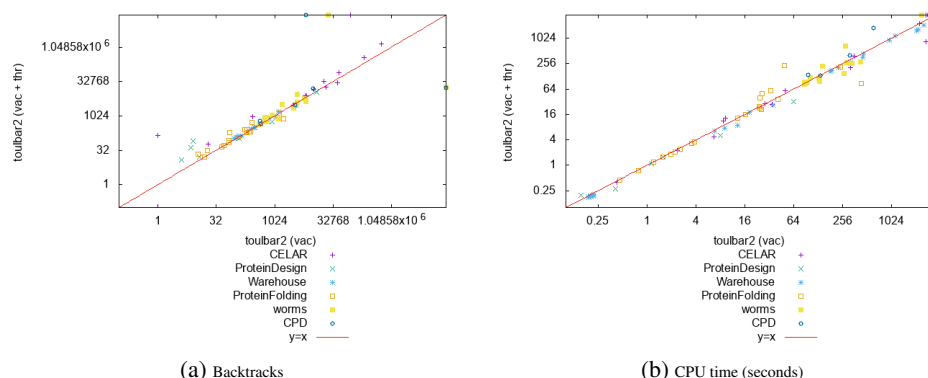 toulbar2 (vac + thr)
1.04858x10^6
32768
1024
32
1
1
32
1024
32768
1.04858x10^6
toulbar2 (vac)
CELAR
ProteinDesign
Warehouse
ProteinFolding
worms
CPD
y=x
(a) Backtracks
toulbar2 (vac + thr)
1024
256
64
16
4
1
0.25
0.25
1
4
16
64
256
1024
toulbar2 (vac)
CELAR
ProteinDesign
Warehouse
ProteinFolding
worms
CPD
y=x
(b) CPU time (seconds)